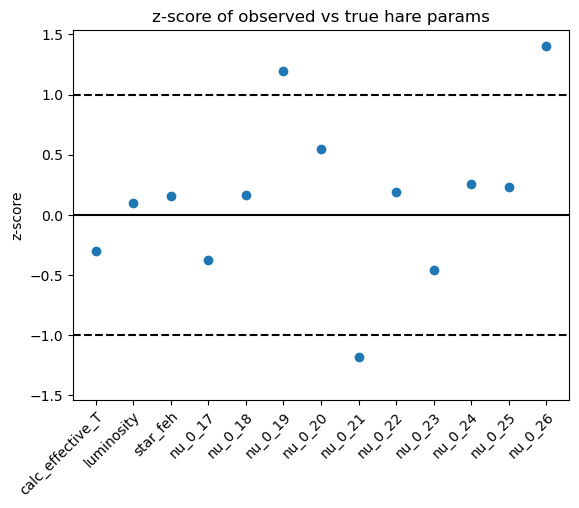 z-score of observed vs true hare params
z-score
1.5
1.0
0.5
0.0
−0.5
−1.0
−1.5
calc_effective_T
luminosity
star_feh
nu_0_17
nu_0_18
nu_0_19
nu_0_20
nu_0_21
nu_0_22
nu_0_23
nu_0_24
nu_0_25
nu_0_26